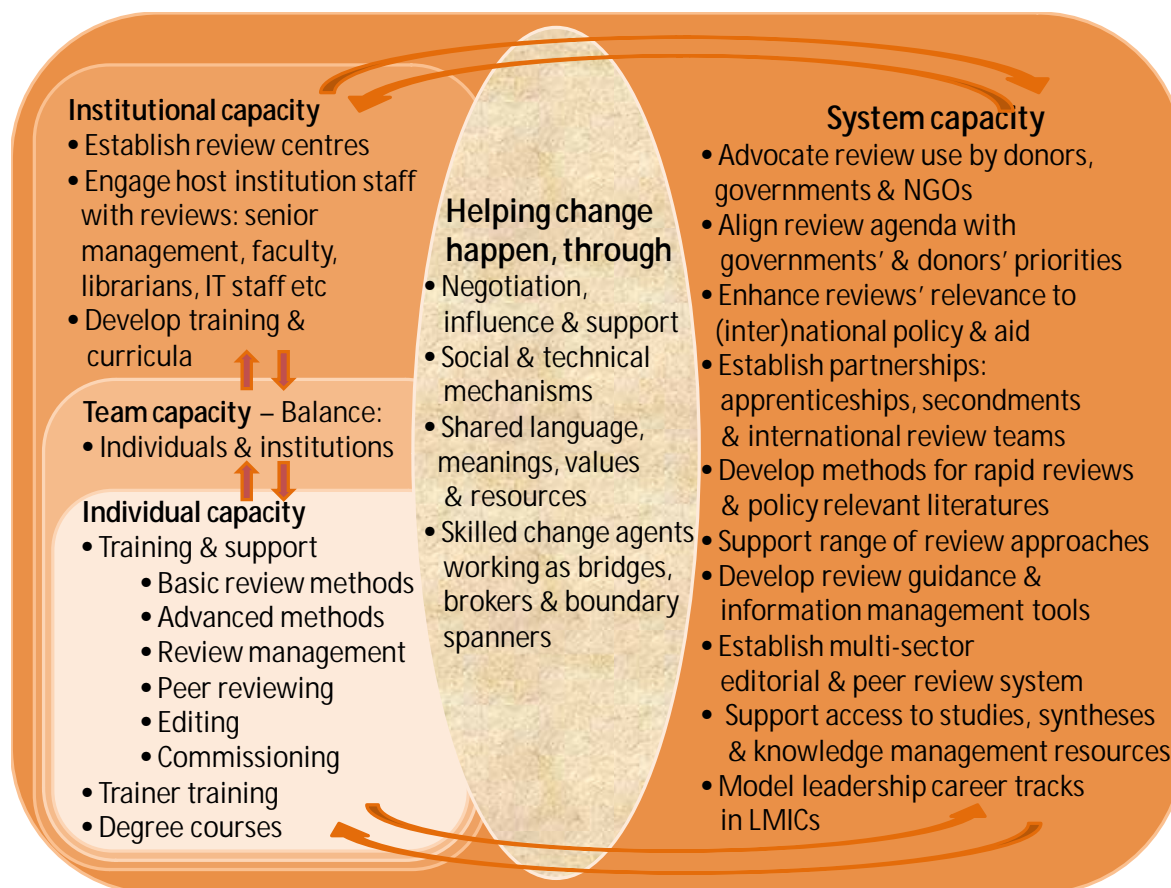 Institutional capacity
• Establish review centres
• Engage host institution staff
with reviews: senior
management, faculty,
librarians, IT staff etc
• Develop training &
curricula
Team capacity – Balance:
• Individuals & institutions
Individual capacity
• Training & support
• Basic review methods
• Advanced methods
• Review management
• Peer reviewing
• Editing
• Commissioning
• Trainer training
• Degree courses
Helping change
happen, through
• Negotiation,
influence & support
• Social & technical
mechanisms
• Shared language,
meanings, values
& resources
• Skilled change agents
working as bridges,
brokers & boundary
spanners
System capacity
• Advocate review use by donors,
governments & NGOs
• Align review agenda with
governments’ & donors’ priorities
• Enhance reviews’ relevance to
(inter)national policy & aid
• Establish partnerships:
apprenticeships, secondments
& international review teams
• Develop methods for rapid reviews
& policy relevant literatures
• Support range of review approaches
• Develop review guidance &
information management tools
• Establish multi-sector
editorial & peer review system
• Support access to studies, syntheses
& knowledge management resources
• Model leadership career tracks
in LMICs